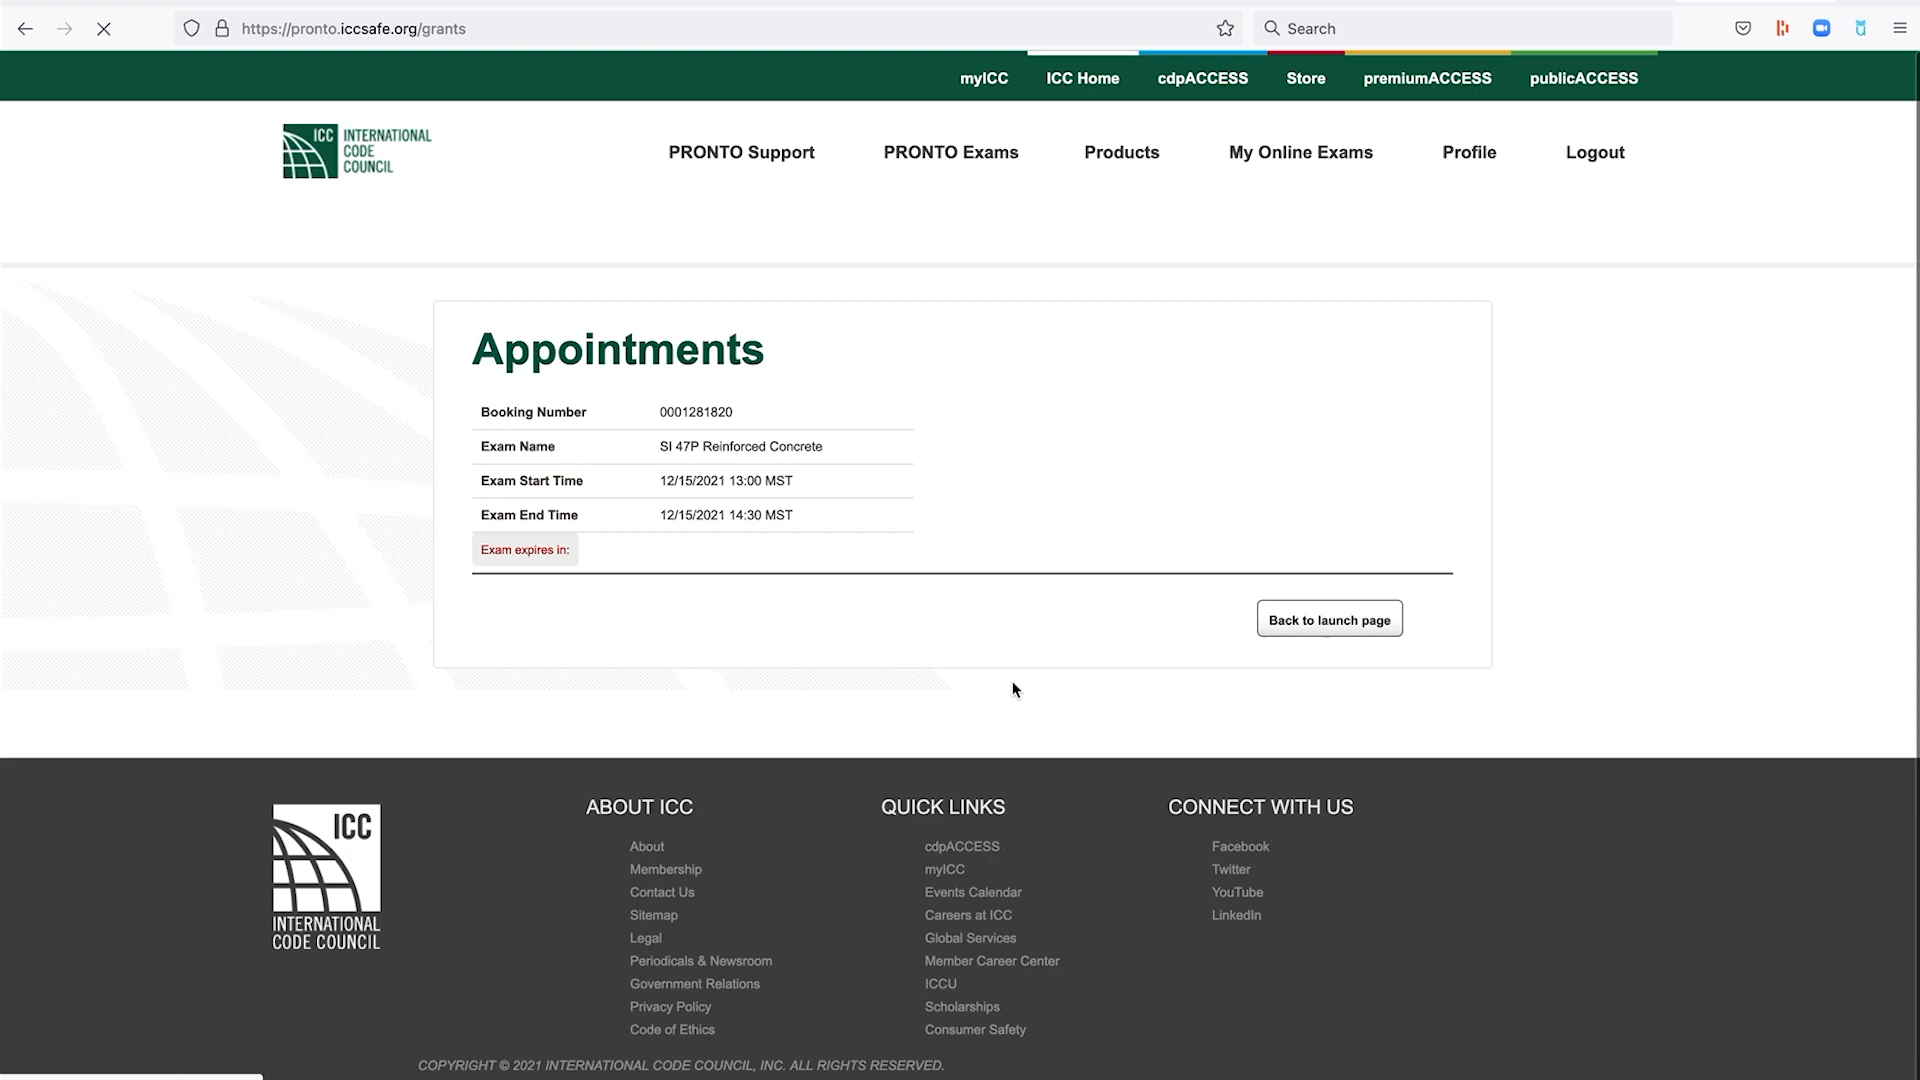 https://pronto.iccsafe.org/grants
Search
myICC ICC Home cdpACCESS Store premiumACCESS publicACCESS
ICC INTERNATIONAL
CODE
COUNCIL
PRONTO Support PRONTO Exams Products My Online Exams Profile Logout
Appointments
Booking Number 0001281820
Exam Name SI 47P Reinforced Concrete
Exam Start Time 12/15/2021 13:00 MST
Exam End Time 12/15/2021 14:30 MST
Exam expires in:
Back to launch page
ICC
INTERNATIONAL
CODE COUNCIL
ABOUT ICC
About
Membership
Contact Us
Sitemap
Legal
Periodicals & Newsroom
Government Relations
Privacy Policy
Code of Ethics
QUICK LINKS
cdpACCESS
myICC
Events Calendar
Careers at ICC
Global Services
Member Career Center
ICCU
Scholarships
Consumer Safety
CONNECT WITH US
Facebook
Twitter
YouTube
LinkedIn
COPYRIGHT © 2021 INTERNATIONAL CODE COUNCIL, INC. ALL RIGHTS RESERVED.